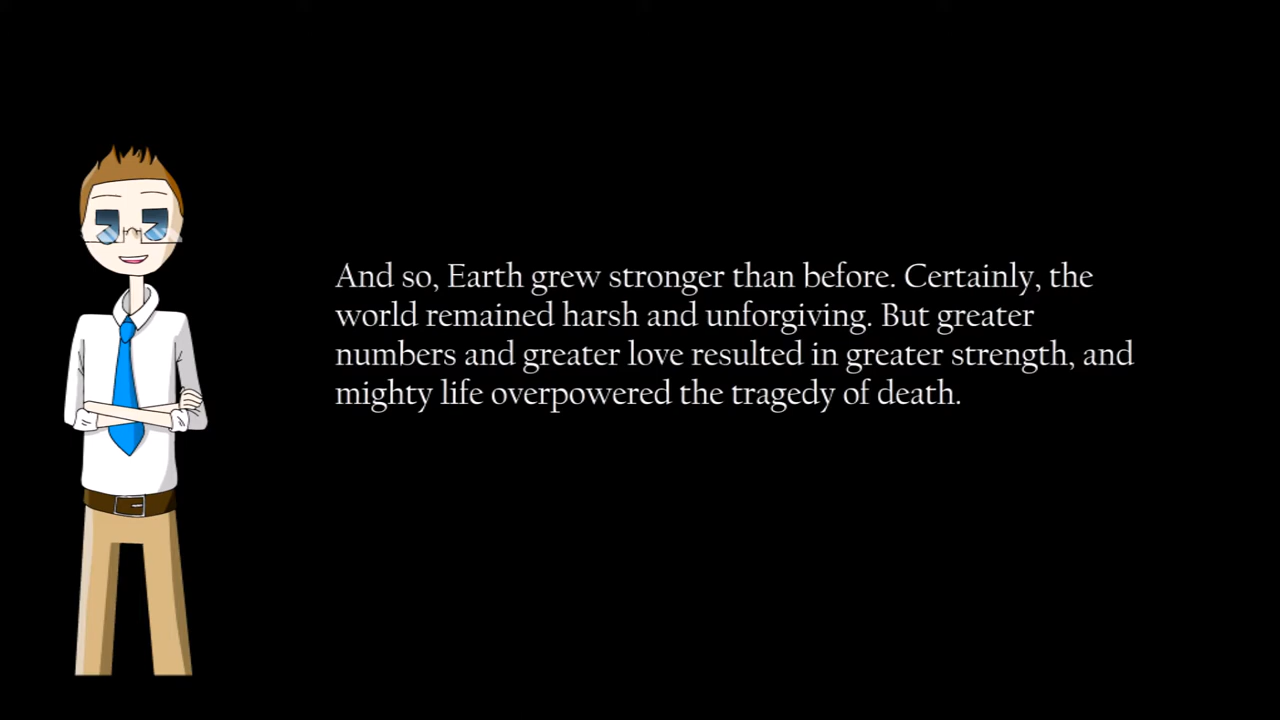 And so, Earth grew stronger than before. Certainly, the
world remained harsh and unforgiving. But greater
numbers and greater love resulted in greater strength, and
mighty life overpowered the tragedy of death.